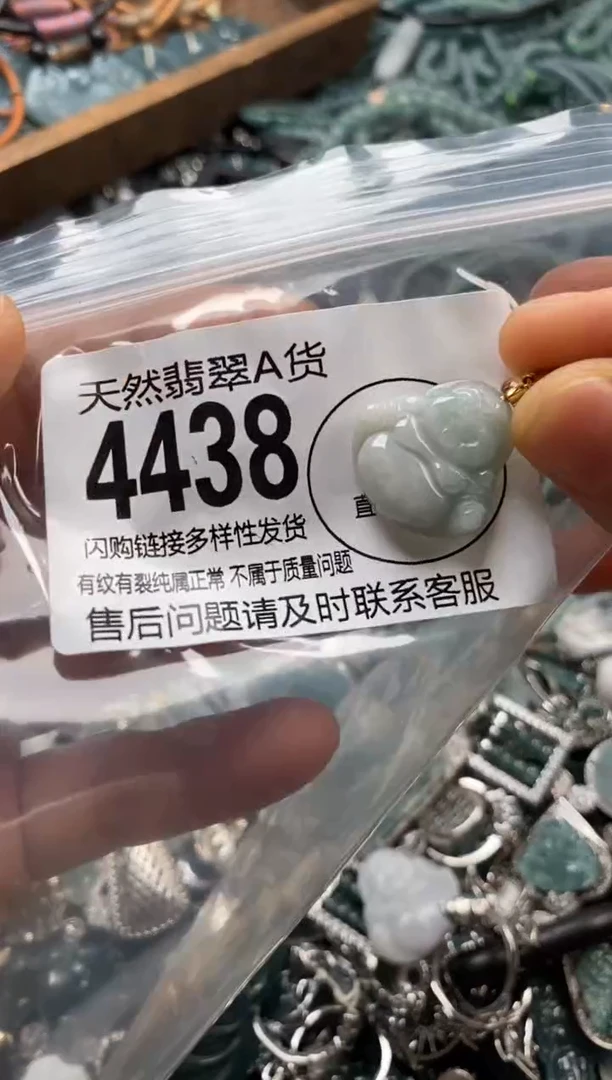 天然翡翠A货
4438
直
闪购链接多样性发货
有纹有裂纯属正常 不属于质量问题
售后问题请及时联系客服